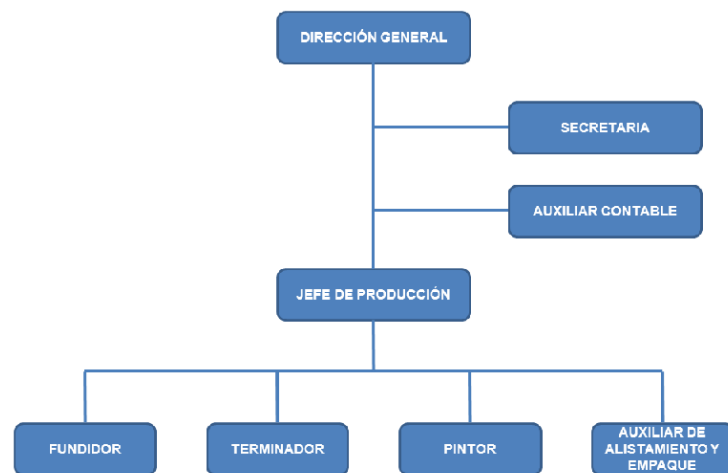 DIRECCIÓN GENERAL
SECRETARIA
AUXILIAR CONTABLE
JEFE DE PRODUCCIÓN
FUNDIDOR
TERMINADOR
PINTOR
AUXILIAR DE
ALISTAMIENTO Y
EMPAQUE